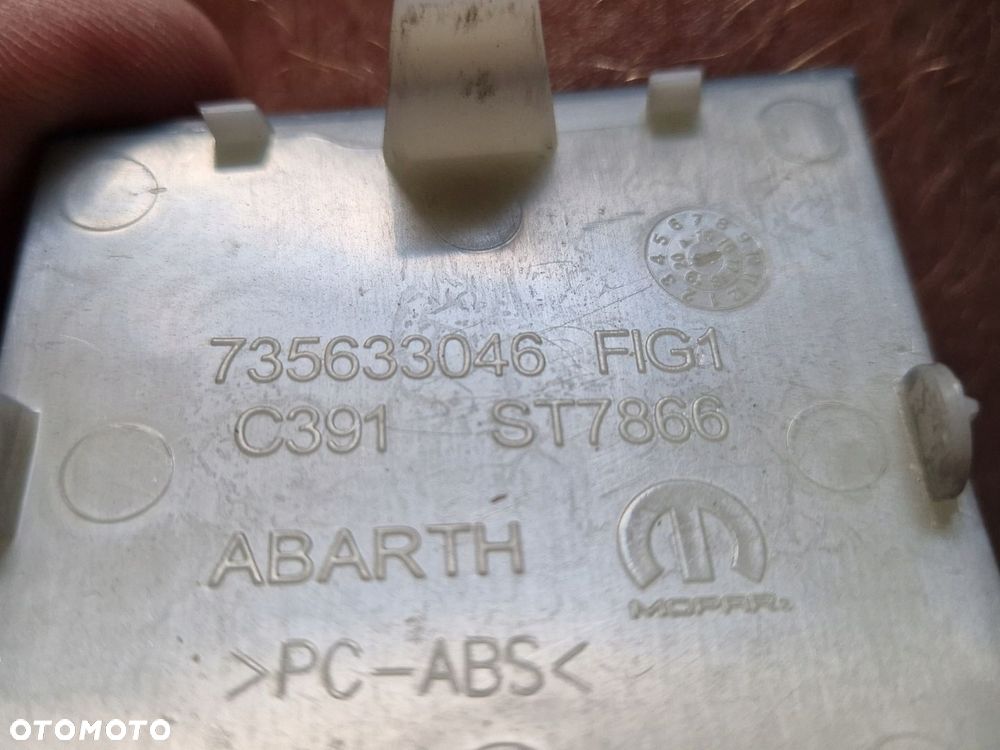 735633046 FIG1
C391 ST7866
ABARTH
MOPAR
>PC-ABS<
OTOMOTO